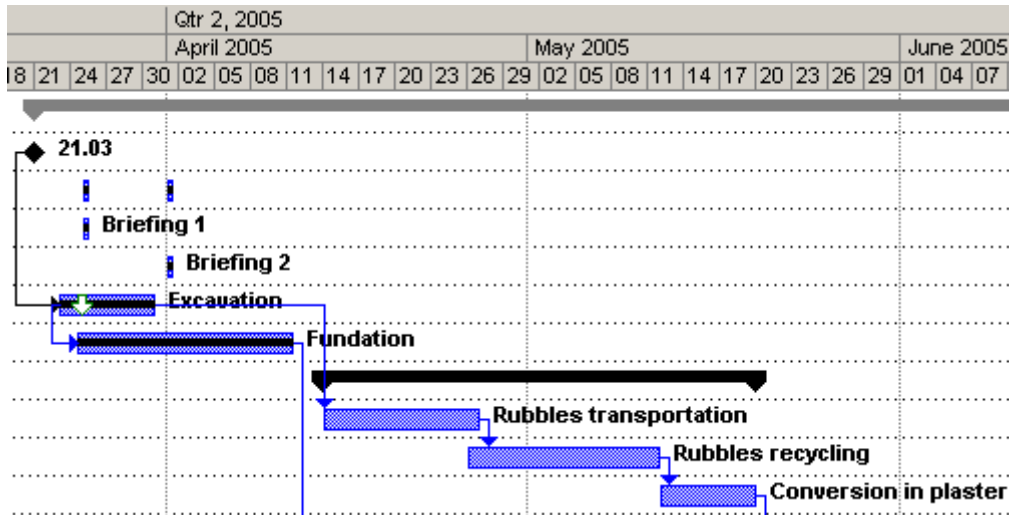 Qtr 2, 2005
April 2005 May 2005 June 2005
18 21 24 27 30 02 05 08 11 14 17 20 23 26 29 02 05 08 11 14 17 20 23 26 29 01 04 07
21.03
Briefing 1
Briefing 2
Excavation
Fundation
Rubbles transportation
Rubbles recycling
Conversion in plaster